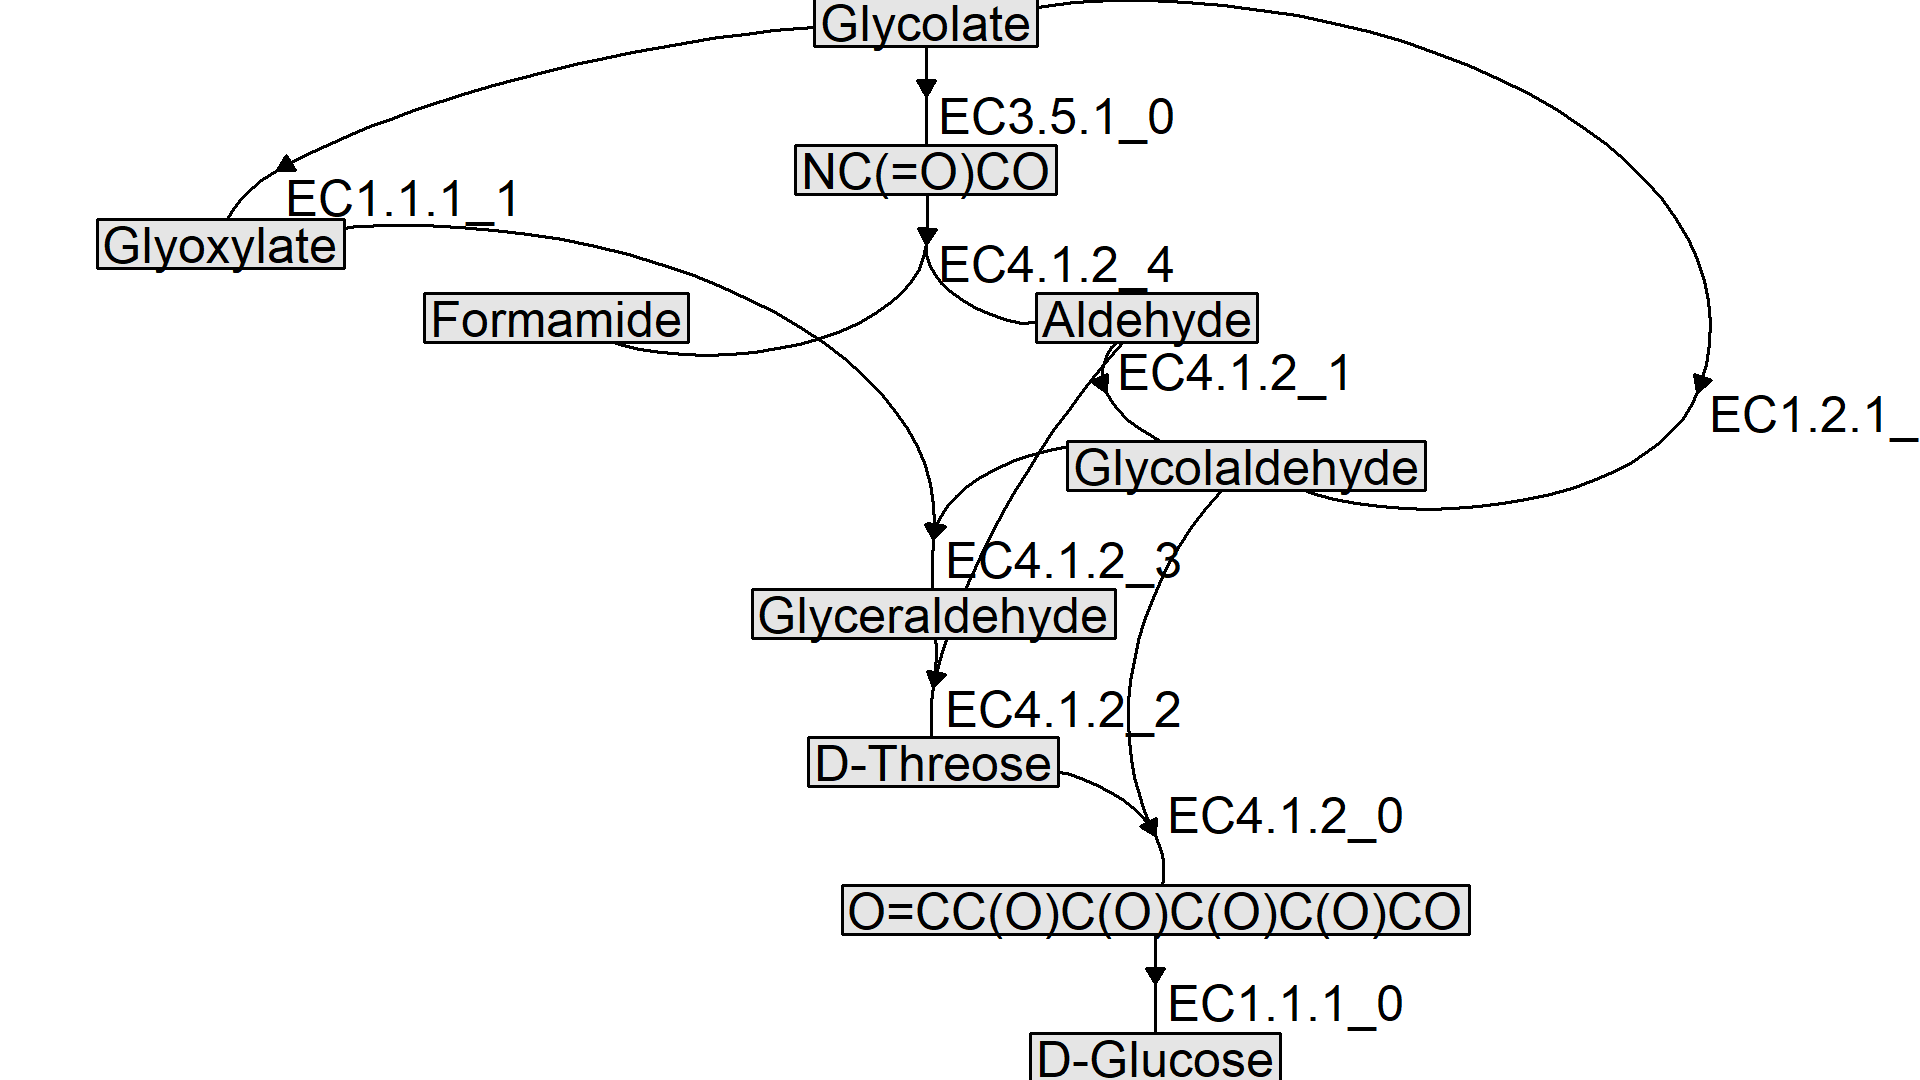 Glycolate
EC3.5.1_0
NC(=O)CO
EC1.1.1_1
Glyoxylate
EC4.1.2_4
Formamide
Aldehyde
EC4.1.2_1
EC1.2.1_
Glycolaldehyde
EC4.1.2_3
Glyceraldehyde
EC4.1.2_2
D-Threose
EC4.1.2_0
O=CC(O)C(O)C(O)C(O)CO
EC1.1.1_0
D-Glucose